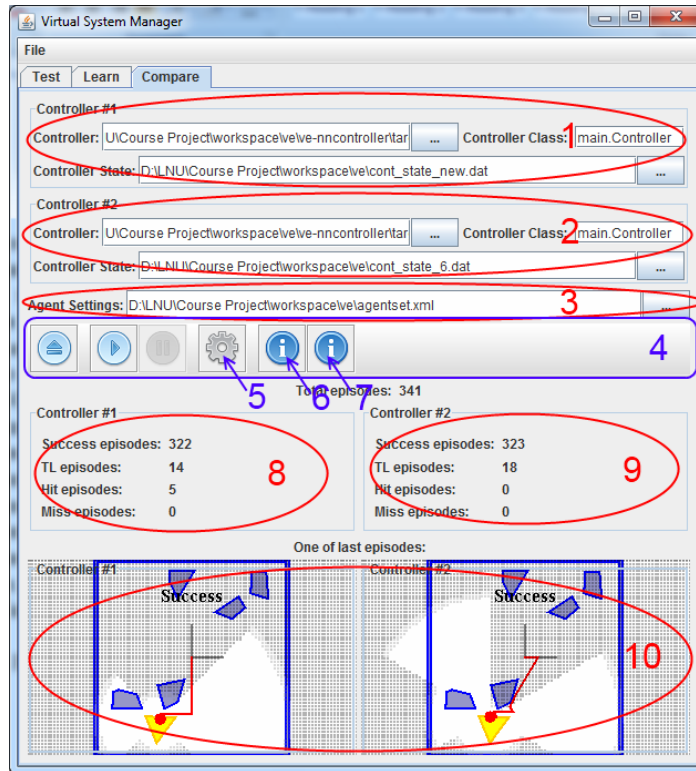 Virtual System Manager
File
Test Learn Compare
Controller #1
Controller: U\Course Project\workspace\ve\ve-nncontroller\tar ... Controller Class: main.Controller
1
Controller State: D:\LNU\Course Project\workspace\ve\cont_state_new.dat ...
Controller #2
Controller: U\Course Project\workspace\ve\ve-nncontroller\tar ... Controller Class: main.Controller
2
Controller State: D:\LNU\Course Project\workspace\ve\cont_state_6.dat ...
Agent Settings: D:\LNU\Course Project\workspace\ve\agentset.xml ...
3
4
5 6 7
Total episodes: 341
Controller #1 Controller #2
Success episodes: 322 Success episodes: 323
TL episodes: 14 TL episodes: 18
8 9
Hit episodes: 5 Hit episodes: 0
Miss episodes: 0 Miss episodes: 0
One of last episodes:
Controller #1 Controller #2
Success Success
10